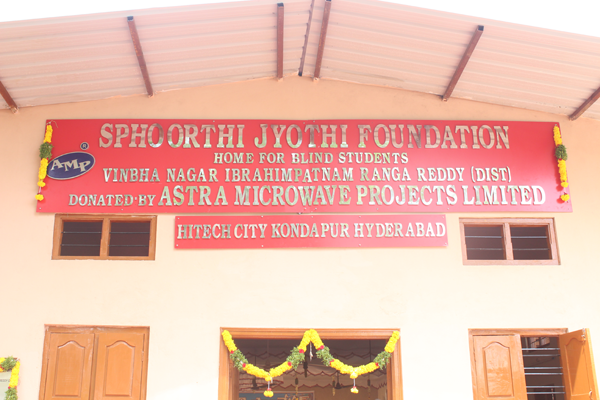 SPHOORTHI JYOTHI FOUNDATION
HOME FOR BLIND STUDENTS
VINBHA NAGAR IBRAHIMPATNAM RANGA REDDY (DIST)
DONATED BY ASTRA MICROWAVE PROJECTS LIMITED
AMP
HITECH CITY KONDAPUR HYDERABAD